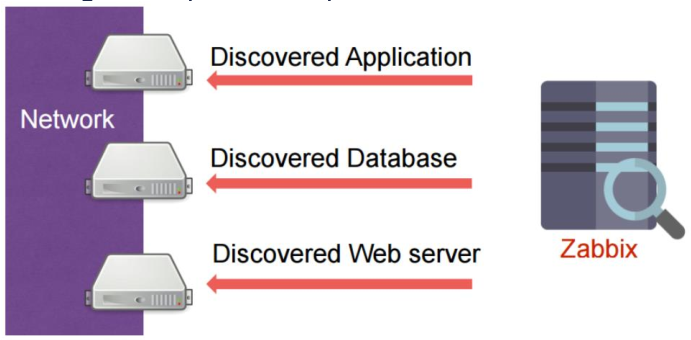 Discovered Application
Network
Discovered Database
Discovered Web server
Zabbix